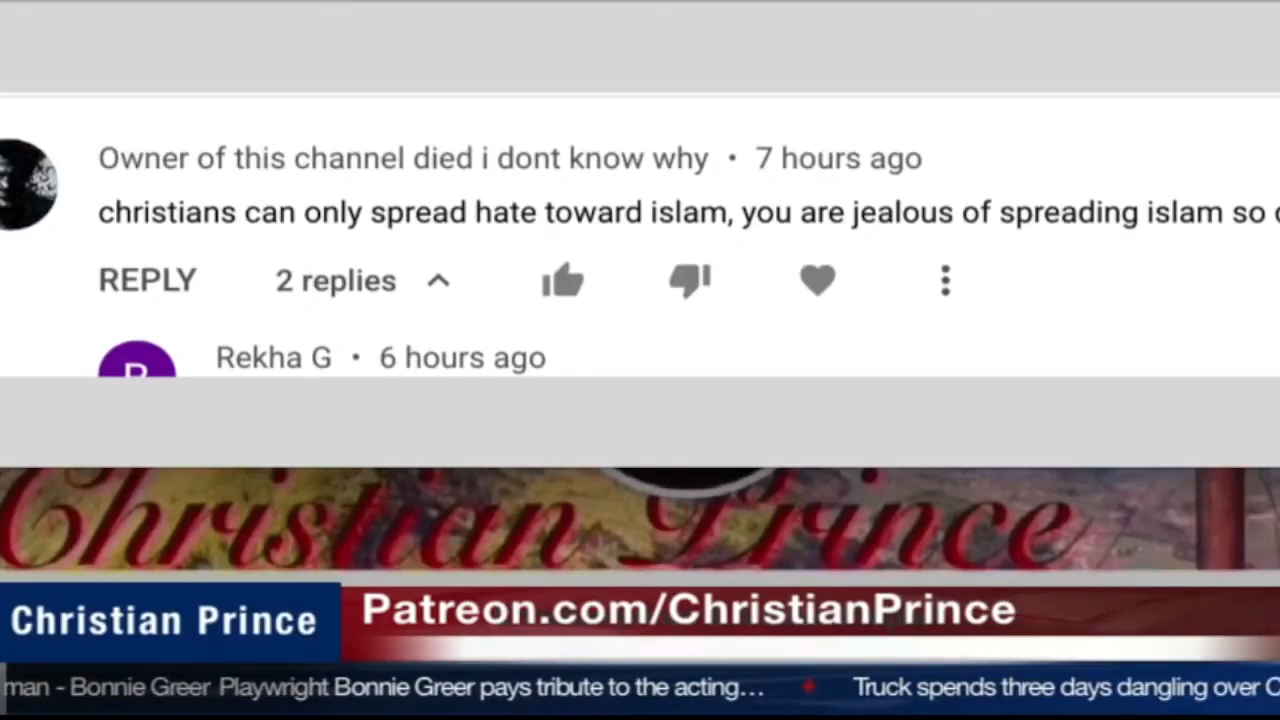 Owner of this channel died i dont know why • 7 hours ago
christians can only spread hate toward islam, you are jealous of spreading islam so
REPLY 2 replies
Rekha G • 6 hours ago
Christian Prince
Christian Prince
Patreon.com/ChristianPrince
man - Bonnie Greer Playwright Bonnie Greer pays tribute to the acting... Truck spends three days dangling over